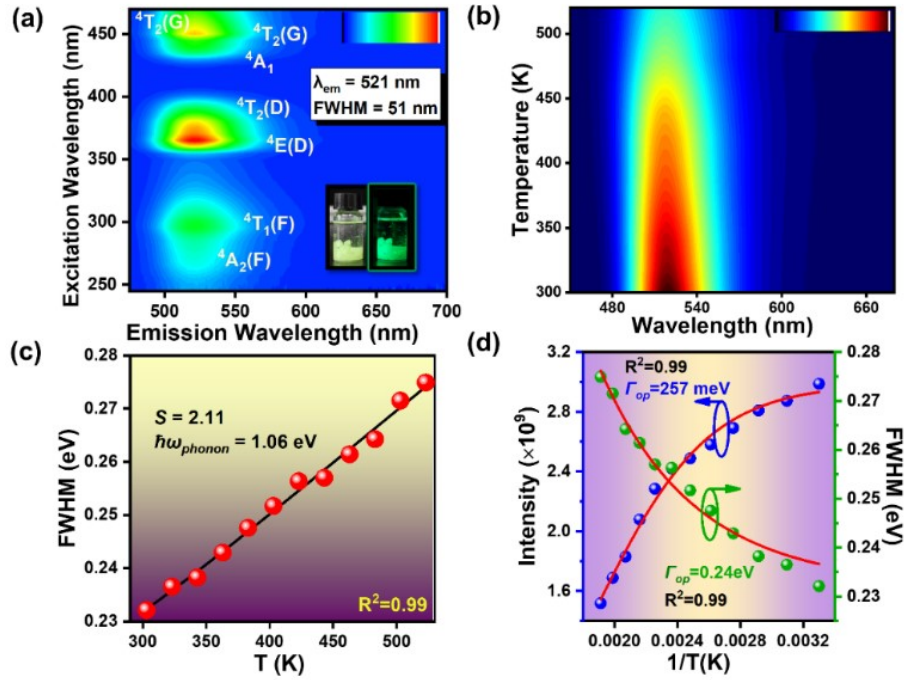 (a)
⁴T₂(G)
⁴T₂(G)
⁴A₁
λem = 521 nm
FWHM = 51 nm
⁴T₂(D)
⁴E(D)
⁴T₁(F)
⁴A₂(F)
Excitation Wavelength (nm)
450
400
350
300
250
500 550 600 650 700
Emission Wavelength (nm)
(b)
Temperature (K)
500
450
400
350
300
480 540 600 660
Wavelength (nm)
(c)
FWHM (eV)
0.28
0.27
0.26
0.25
0.24
0.23
S = 2.11
ℏωphonon = 1.06 eV
R²=0.99
300 350 400 450 500
T (K)
(d)
Intensity (×10⁹)
3.2
2.8
2.4
2.0
1.6
R²=0.99
Γop=257 meV
Γop=0.24eV
R²=0.99
0.28
0.27
0.26
0.25
0.24
0.23
FWHM (eV)
0.0020 0.0024 0.0028 0.0032
1/T(K)